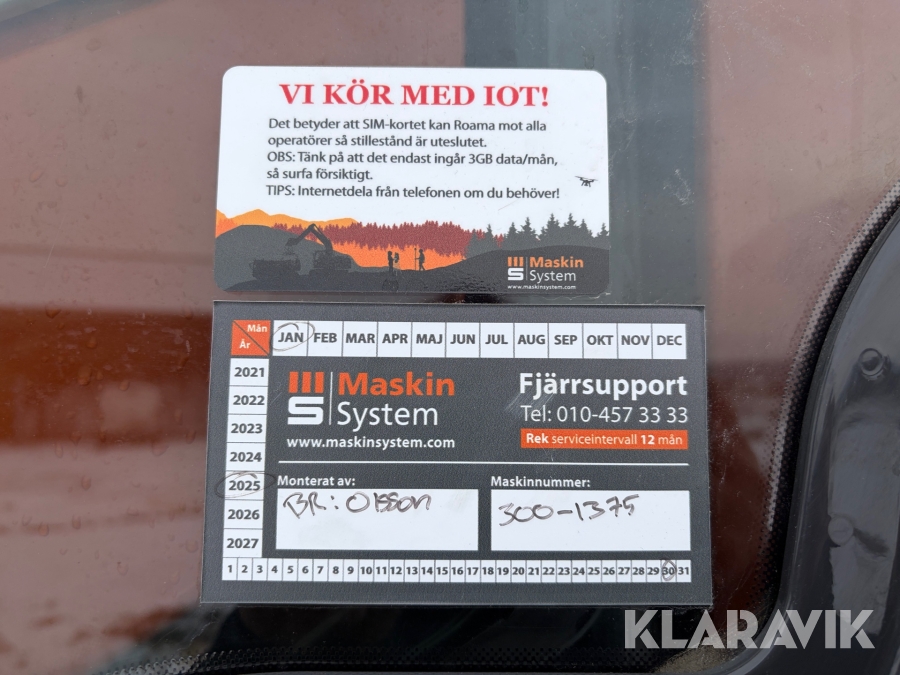 VI KÖR MED IOT!
Det betyder att SIM-kortet kan Roama mot alla
operatörer så stillestånd är uteslutet.
OBS: Tänk på att det endast ingår 3GB data/mån,
så surfa försiktigt.
TIPS: Internetdela från telefonen om du behöver!
Maskin
System
www.maskinsystem.com
Mån
År
JAN FEB MAR APR MAJ JUN JUL AUG SEP OKT NOV DEC
2021
2022
2023
2024
2025
2026
2027
Maskin
System
www.maskinsystem.com
Fjärrsupport
Tel: 010-457 33 33
Rek serviceintervall 12 mån
Monterat av:
BR: Olsson
Maskinnummer:
300-1375
1 2 3 4 5 6 7 8 9 10 11 12 13 14 15 16 17 18 19 20 21 22 23 24 25 26 27 28 29 30 31
KLARAVIK